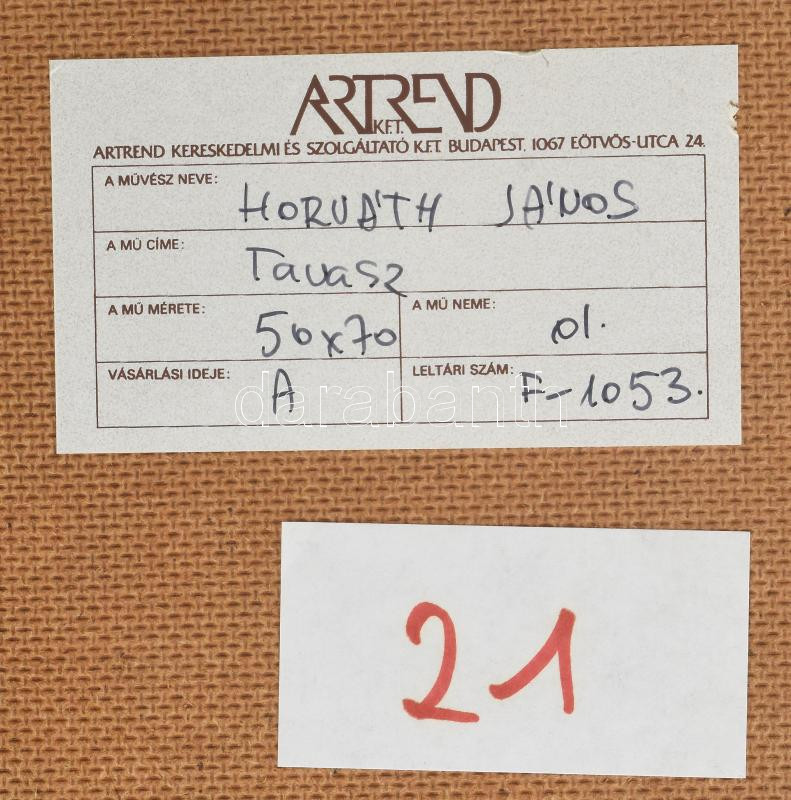 ARTREND
K.F.T.
ARTREND KERESKEDELMI ÉS SZOLGÁLTATÓ K.F.T. BUDAPEST. 1067 EÖTVÖS-UTCA 24.
A MŰVÉSZ NEVE: HORVÁTH JÁNOS
A MŰ CÍME: Tavasz
A MŰ MÉRETE: 50x70 A MŰ NEME: ol.
VÁSÁRLÁSI IDEJE: A LELTÁRI SZÁM: F-1053.
darabanth
21